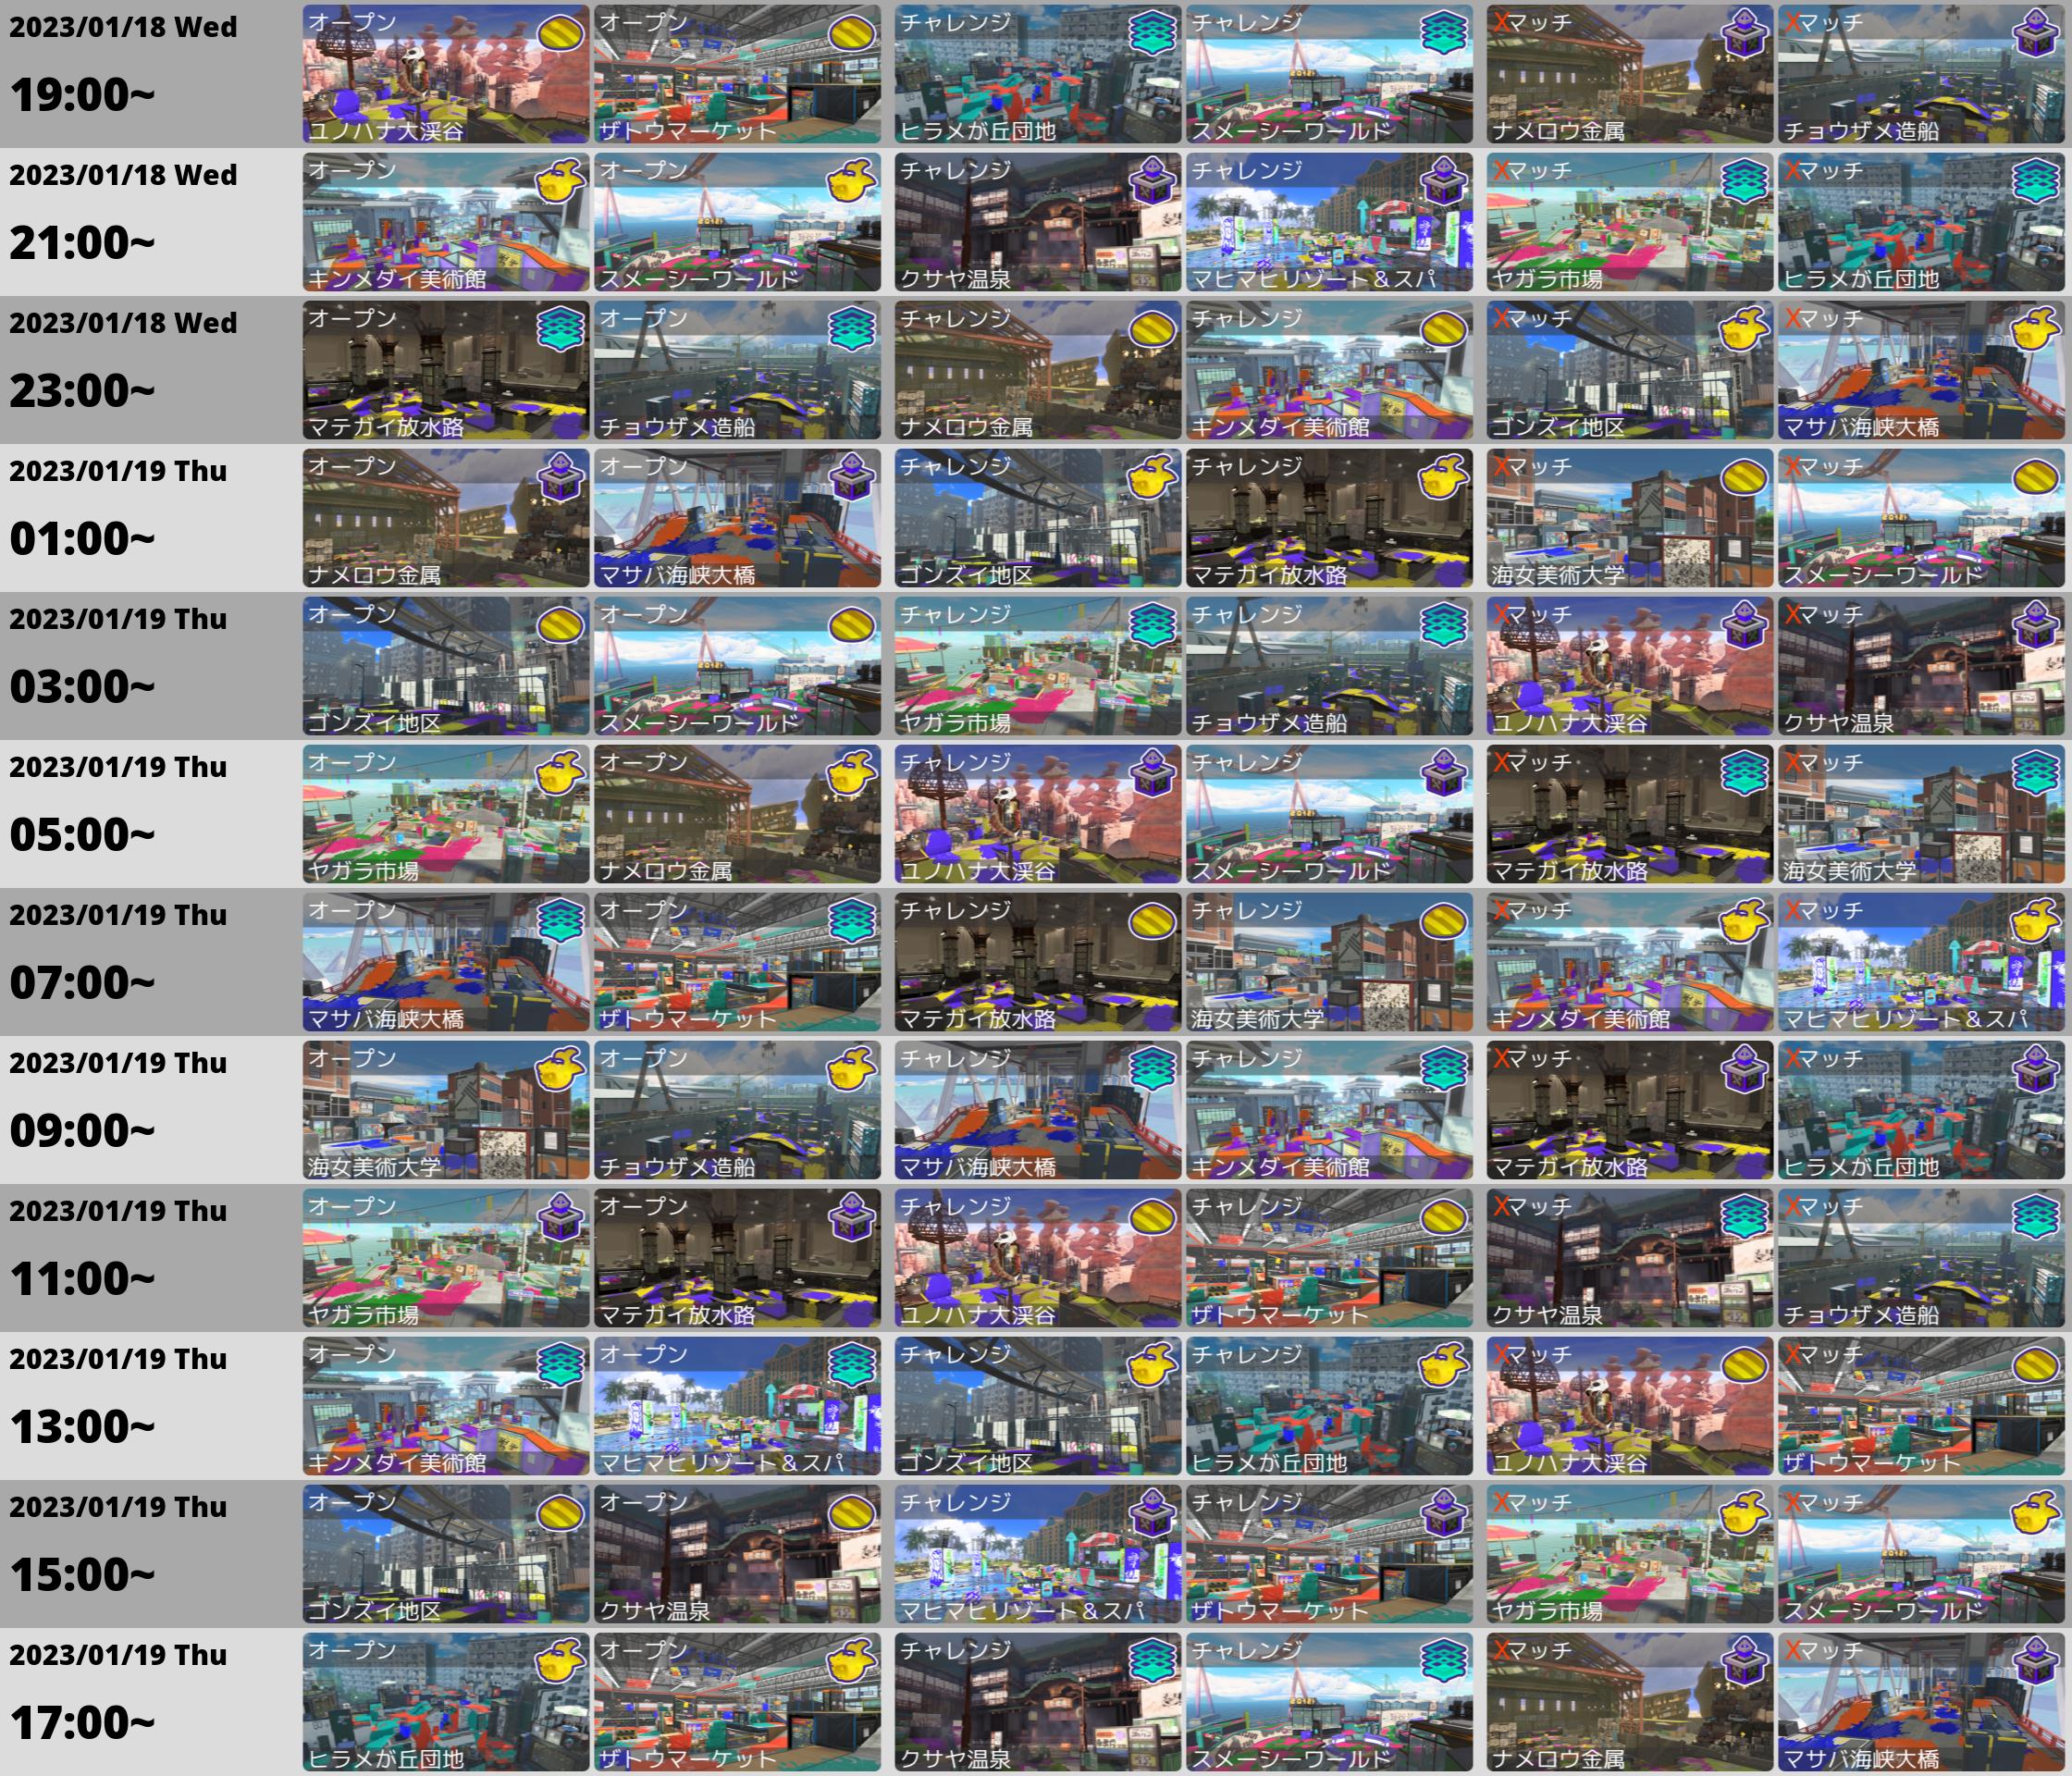 2023/01/18 Wed
19:00~
オープン オープン チャレンジ チャレンジ Xマッチ Xマッチ
ユノハナ大渓谷 ザトウマーケット ヒラメが丘団地 スメーシーワールド ナメロウ金属 チョウザメ造船
2023/01/18 Wed
21:00~
オープン オープン チャレンジ チャレンジ Xマッチ Xマッチ
キンメダイ美術館 スメーシーワールド クサヤ温泉 マヒマヒリゾート&スパ ヤガラ市場 ヒラメが丘団地
2023/01/18 Wed
23:00~
オープン オープン チャレンジ チャレンジ Xマッチ Xマッチ
マテガイ放水路 チョウザメ造船 ナメロウ金属 キンメダイ美術館 ゴンズイ地区 マサバ海峡大橋
2023/01/19 Thu
01:00~
オープン オープン チャレンジ チャレンジ Xマッチ Xマッチ
ナメロウ金属 マサバ海峡大橋 ゴンズイ地区 マテガイ放水路 海女美術大学 スメーシーワールド
2023/01/19 Thu
03:00~
オープン オープン チャレンジ チャレンジ Xマッチ Xマッチ
ゴンズイ地区 スメーシーワールド ヤガラ市場 チョウザメ造船 ユノハナ大渓谷 クサヤ温泉
2023/01/19 Thu
05:00~
オープン オープン チャレンジ チャレンジ Xマッチ Xマッチ
ヤガラ市場 ナメロウ金属 ユノハナ大渓谷 スメーシーワールド マテガイ放水路 海女美術大学
2023/01/19 Thu
07:00~
オープン オープン チャレンジ チャレンジ Xマッチ Xマッチ
マサバ海峡大橋 ザトウマーケット マテガイ放水路 海女美術大学 キンメダイ美術館 マヒマヒリゾート&スパ
2023/01/19 Thu
09:00~
オープン オープン チャレンジ チャレンジ Xマッチ Xマッチ
海女美術大学 チョウザメ造船 マサバ海峡大橋 キンメダイ美術館 マテガイ放水路 ヒラメが丘団地
2023/01/19 Thu
11:00~
オープン オープン チャレンジ チャレンジ Xマッチ Xマッチ
ヤガラ市場 マテガイ放水路 ユノハナ大渓谷 ザトウマーケット クサヤ温泉 チョウザメ造船
2023/01/19 Thu
13:00~
オープン オープン チャレンジ チャレンジ Xマッチ Xマッチ
キンメダイ美術館 マヒマヒリゾート&スパ ゴンズイ地区 ヒラメが丘団地 ユノハナ大渓谷 ザトウマーケット
2023/01/19 Thu
15:00~
オープン オープン チャレンジ チャレンジ Xマッチ Xマッチ
ゴンズイ地区 クサヤ温泉 マヒマヒリゾート&スパ ザトウマーケット ヤガラ市場 スメーシーワールド
2023/01/19 Thu
17:00~
オープン オープン チャレンジ チャレンジ Xマッチ Xマッチ
ヒラメが丘団地 ザトウマーケット クサヤ温泉 スメーシーワールド ナメロウ金属 マサバ海峡大橋